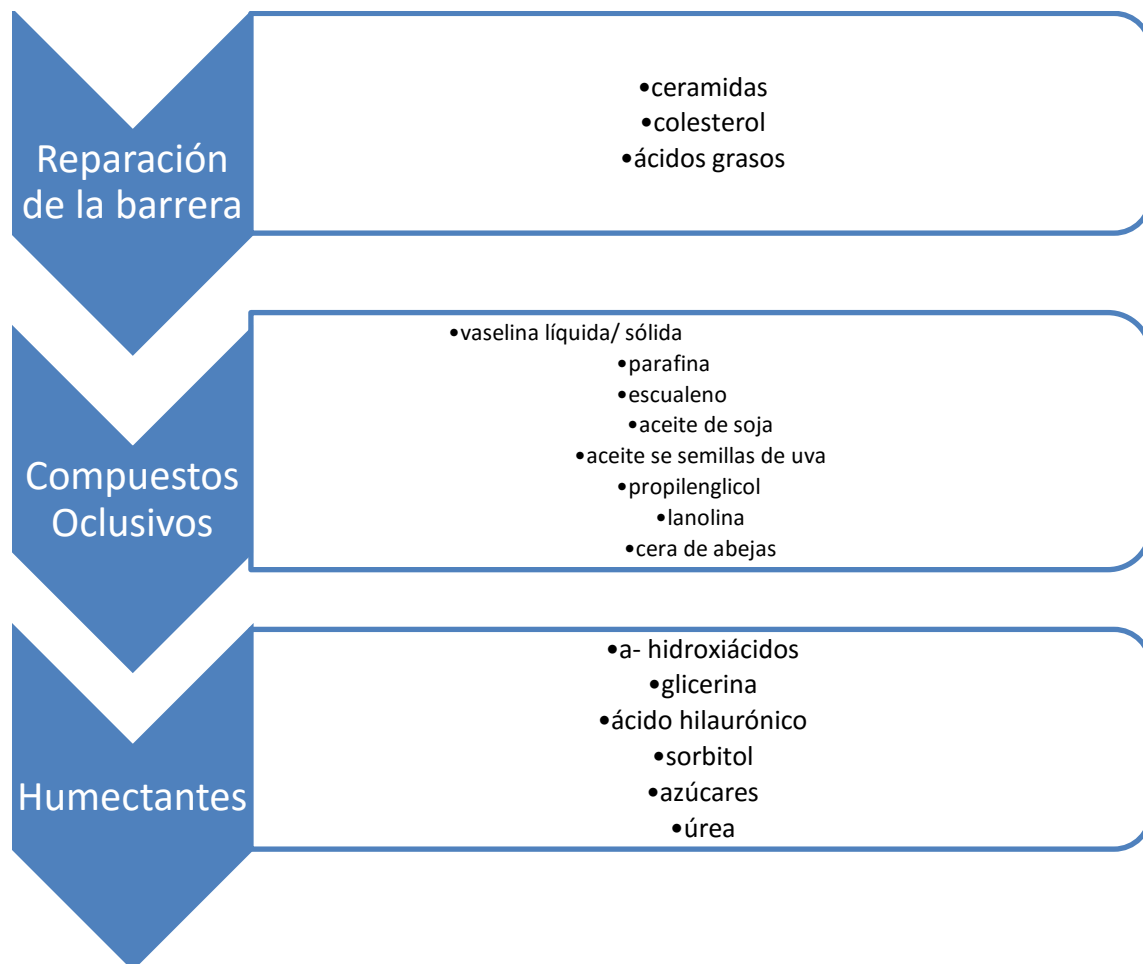 Reparación
de la barrera
•ceramidas
•colesterol
•ácidos grasos
Compuestos
Oclusivos
•vaselina líquida/ sólida
•parafina
•escualeno
•aceite de soja
•aceite se semillas de uva
•propilenglicol
•lanolina
•cera de abejas
Humectantes
•a- hidroxiácidos
•glicerina
•ácido hilaurónico
•sorbitol
•azúcares
•úrea